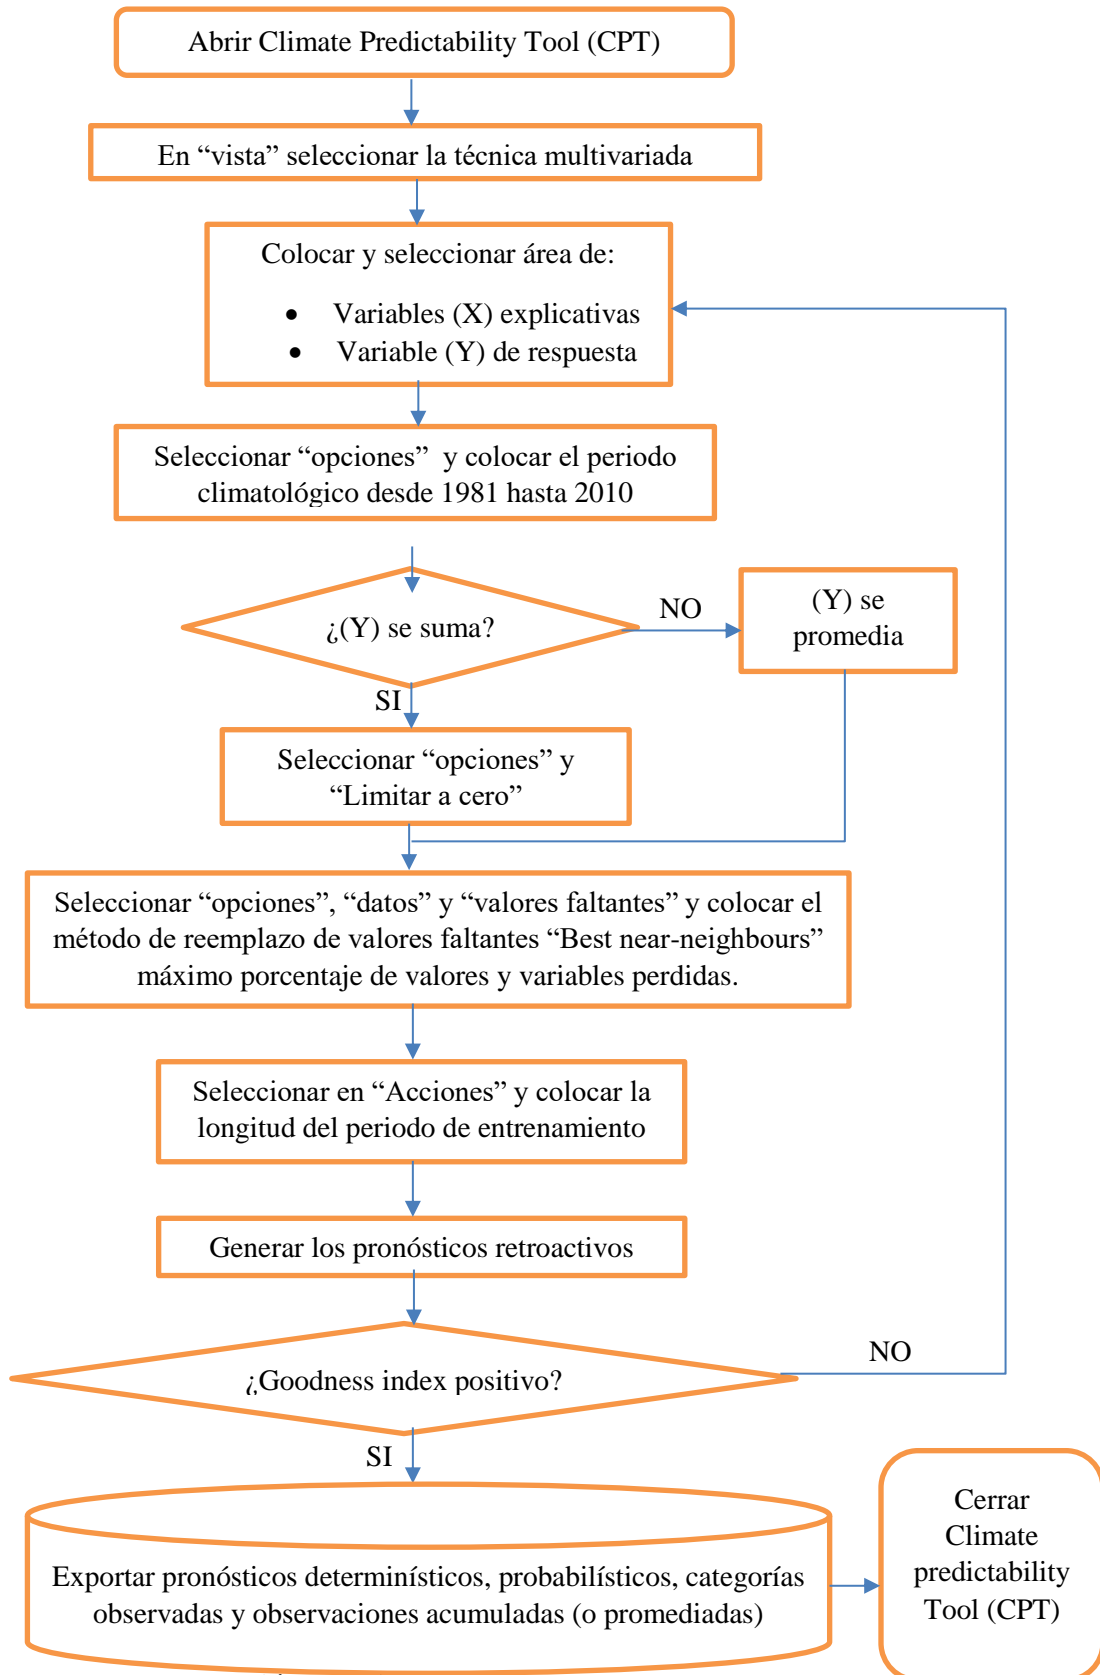 Abrir Climate Predictability Tool (CPT)
En “vista” seleccionar la técnica multivariada
Colocar y seleccionar área de:
• Variables (X) explicativas
• Variable (Y) de respuesta
Seleccionar “opciones” y colocar el periodo
climatológico desde 1981 hasta 2010
¿(Y) se suma?
NO
(Y) se
promedia
SI
Seleccionar “opciones” y
“Limitar a cero”
Seleccionar “opciones”, “datos” y “valores faltantes” y colocar el
método de reemplazo de valores faltantes “Best near-neighbours”
máximo porcentaje de valores y variables perdidas.
Seleccionar en “Acciones” y colocar la
longitud del periodo de entrenamiento
Generar los pronósticos retroactivos
¿Goodness index positivo?
NO
SI
Exportar pronósticos determinísticos, probabilísticos, categorías
observadas y observaciones acumuladas (o promediadas)
Cerrar
Climate
predictability
Tool (CPT)